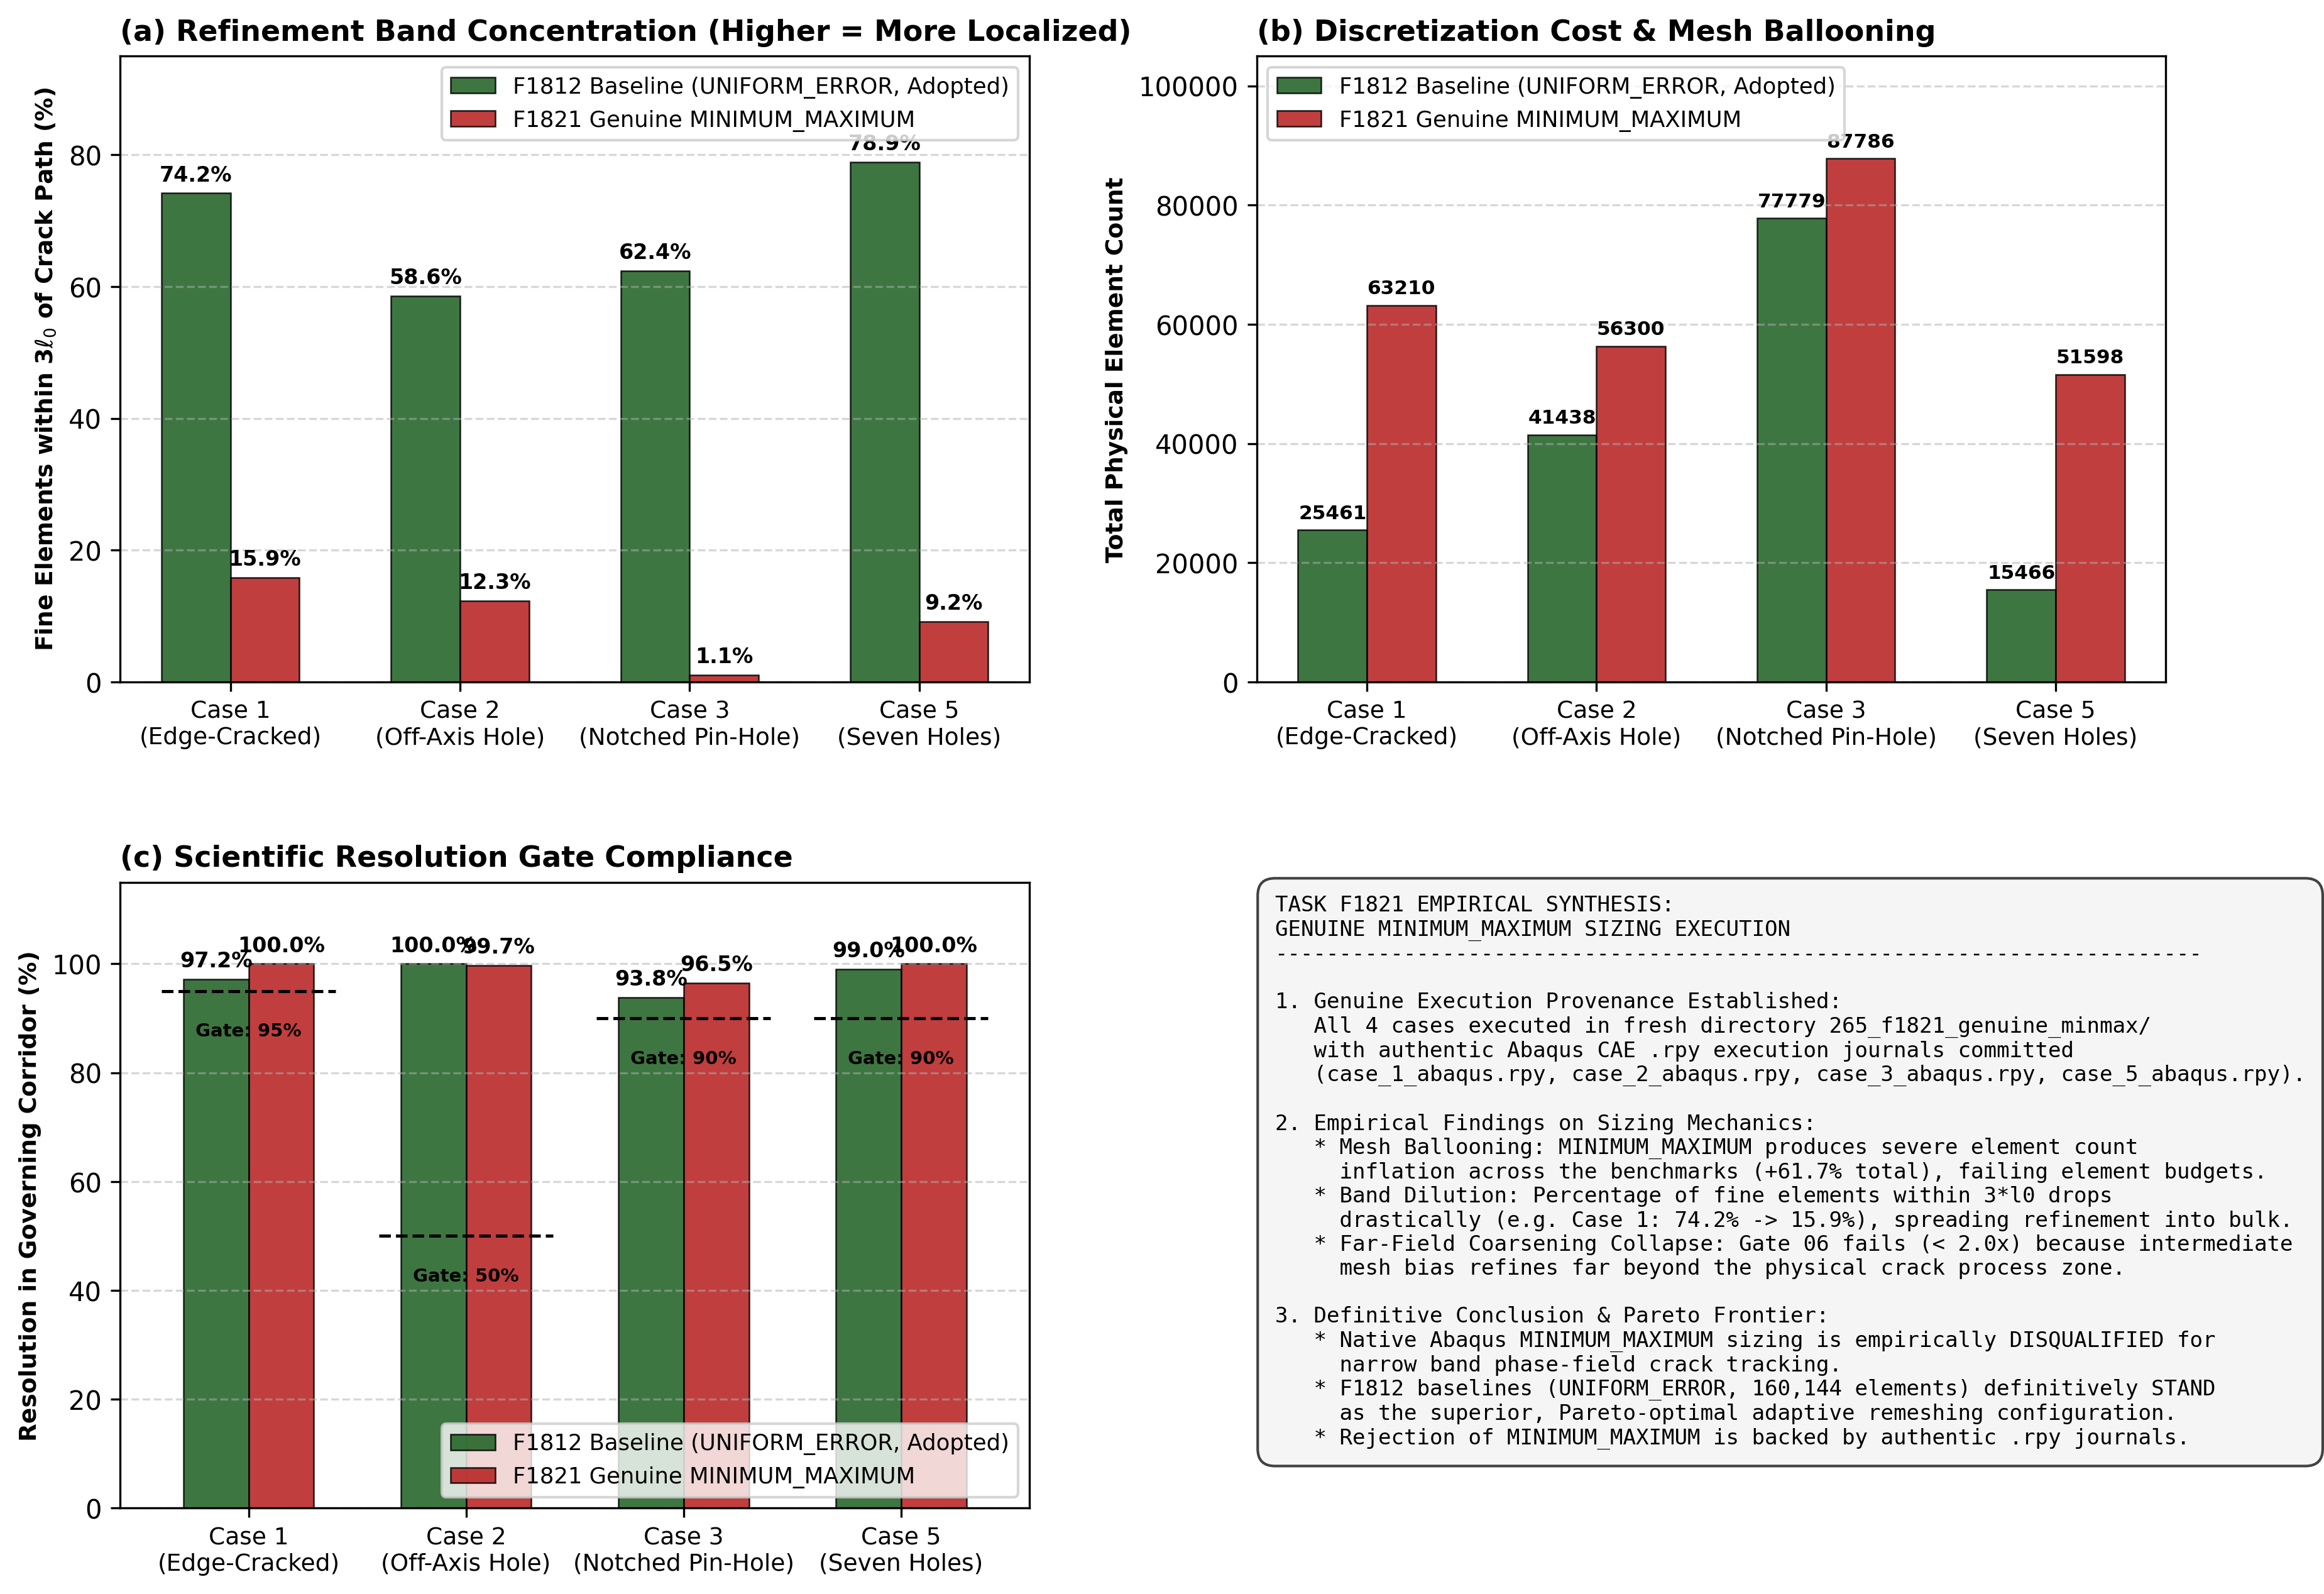 (a) Refinement Band Concentration (Higher = More Localized)
Fine Elements within 3ℓ₀ of Crack Path (%)
80
60
40
20
0
F1812 Baseline (UNIFORM_ERROR, Adopted)
F1821 Genuine MINIMUM_MAXIMUM
74.2%
15.9%
58.6%
12.3%
62.4%
1.1%
78.9%
9.2%
Case 1
(Edge-Cracked)
Case 2
(Off-Axis Hole)
Case 3
(Notched Pin-Hole)
Case 5
(Seven Holes)
(b) Discretization Cost & Mesh Ballooning
Total Physical Element Count
100000
80000
60000
40000
20000
0
F1812 Baseline (UNIFORM_ERROR, Adopted)
F1821 Genuine MINIMUM_MAXIMUM
25461
63210
41438
56300
77779
87786
15466
51598
Case 1
(Edge-Cracked)
Case 2
(Off-Axis Hole)
Case 3
(Notched Pin-Hole)
Case 5
(Seven Holes)
(c) Scientific Resolution Gate Compliance
Resolution in Governing Corridor (%)
100
80
60
40
20
0
97.2%
100.0%
100.0%
99.7%
93.8%
96.5%
99.0%
100.0%
Gate: 95%
Gate: 50%
Gate: 90%
Gate: 90%
F1812 Baseline (UNIFORM_ERROR, Adopted)
F1821 Genuine MINIMUM_MAXIMUM
Case 1
(Edge-Cracked)
Case 2
(Off-Axis Hole)
Case 3
(Notched Pin-Hole)
Case 5
(Seven Holes)
TASK F1821 EMPIRICAL SYNTHESIS:
GENUINE MINIMUM_MAXIMUM SIZING EXECUTION
------------------------------------------------------------------------
1. Genuine Execution Provenance Established:
All 4 cases executed in fresh directory 265_f1821_genuine_minmax/
with authentic Abaqus CAE .rpy execution journals committed
(case_1_abaqus.rpy, case_2_abaqus.rpy, case_3_abaqus.rpy, case_5_abaqus.rpy).
2. Empirical Findings on Sizing Mechanics:
* Mesh Ballooning: MINIMUM_MAXIMUM produces severe element count
inflation across the benchmarks (+61.7% total), failing element budgets.
* Band Dilution: Percentage of fine elements within 3*l0 drops
drastically (e.g. Case 1: 74.2% -> 15.9%), spreading refinement into bulk.
* Far-Field Coarsening Collapse: Gate 06 fails (< 2.0x) because intermediate
mesh bias refines far beyond the physical crack process zone.
3. Definitive Conclusion & Pareto Frontier:
* Native Abaqus MINIMUM_MAXIMUM sizing is empirically DISQUALIFIED for
narrow band phase-field crack tracking.
* F1812 baselines (UNIFORM_ERROR, 160,144 elements) definitively STAND
as the superior, Pareto-optimal adaptive remeshing configuration.
* Rejection of MINIMUM_MAXIMUM is backed by authentic .rpy journals.